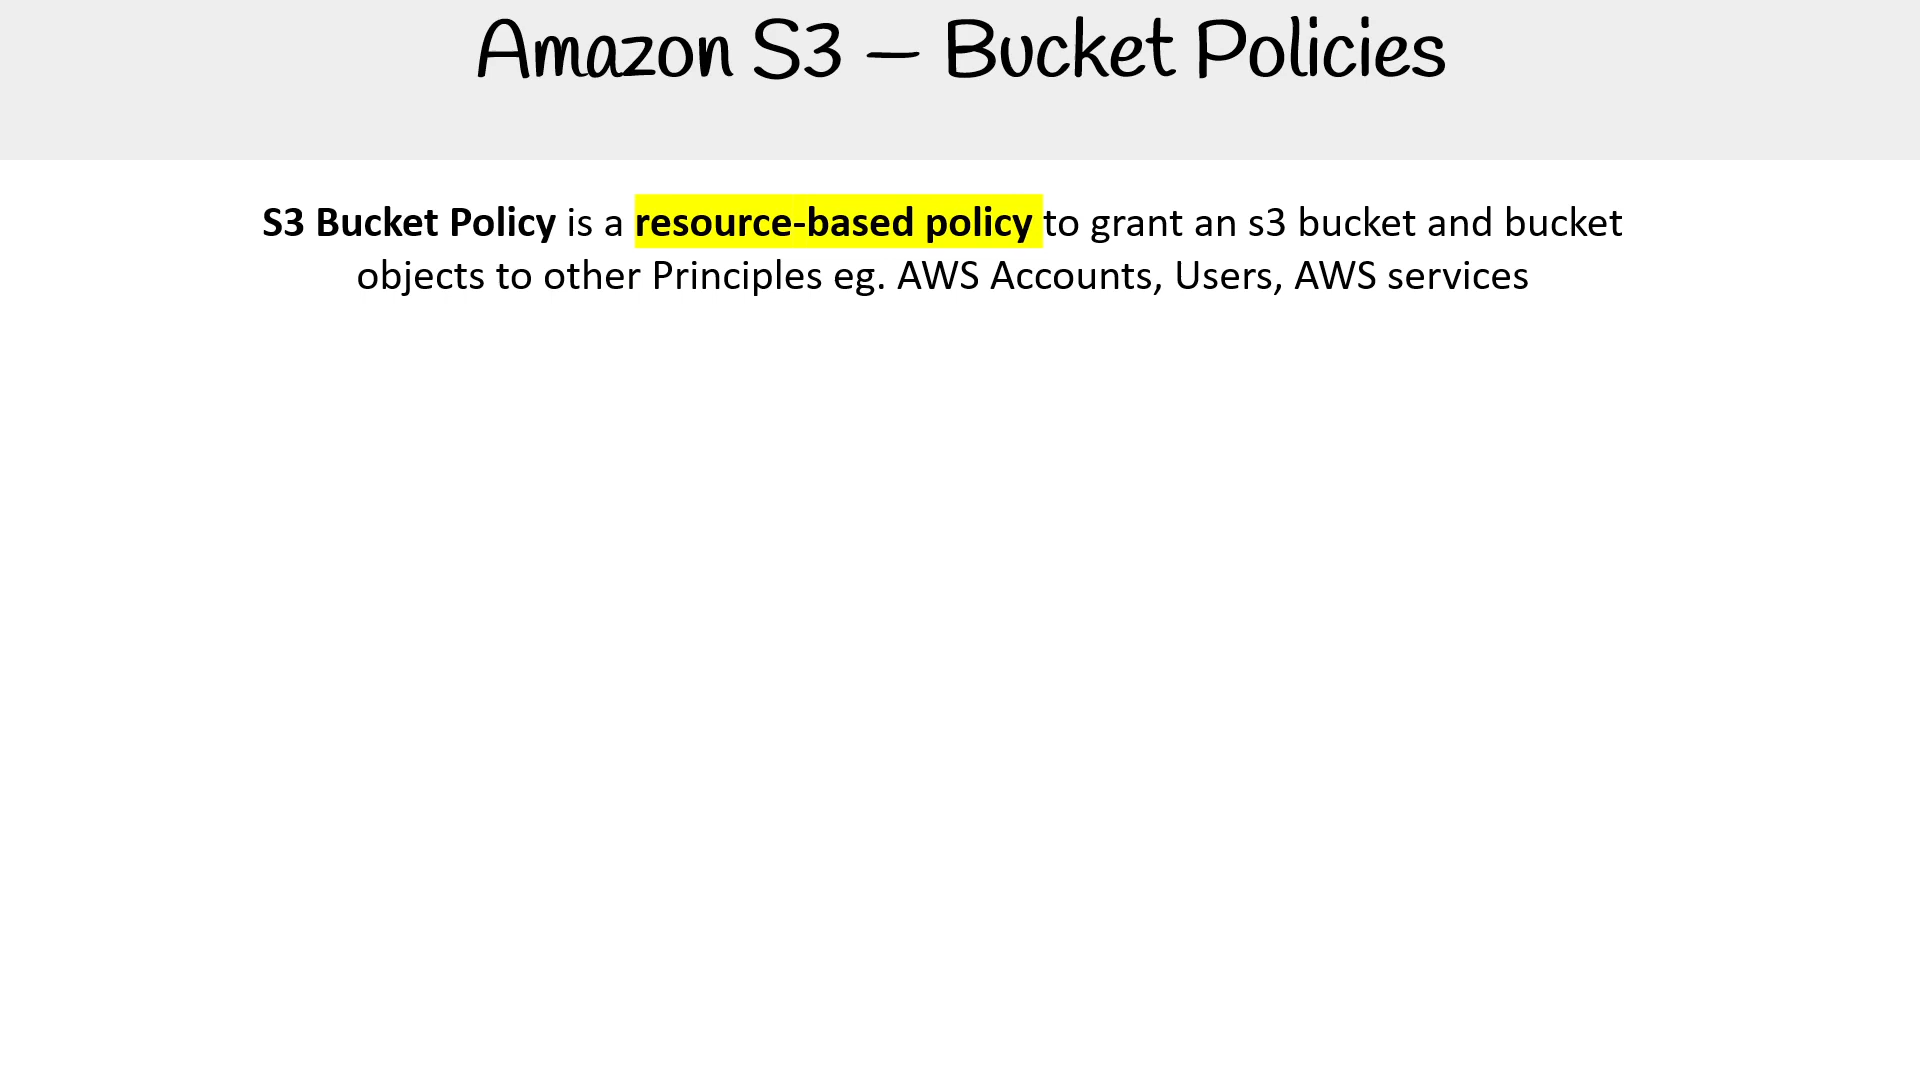 Amazon S3 – Bucket Policies
S3 Bucket Policy is a resource-based policy to grant an s3 bucket and bucket
objects to other Principles eg. AWS Accounts, Users, AWS services